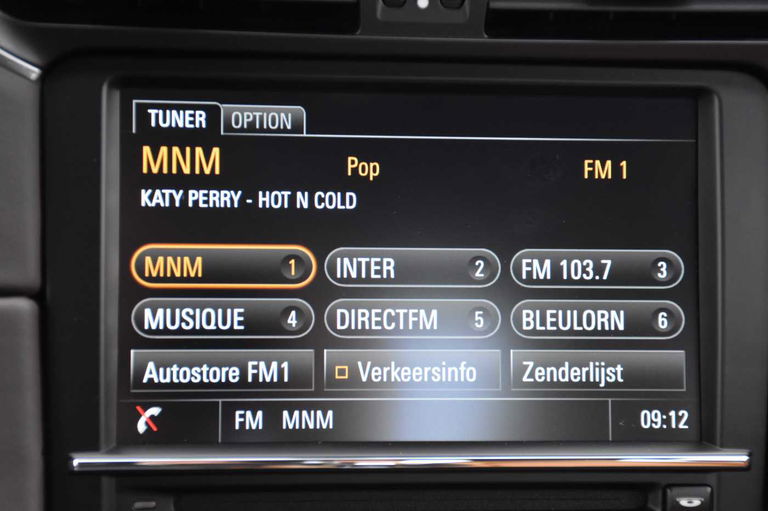 TUNER OPTION
MNM Pop FM 1
KATY PERRY - HOT N COLD
MNM 1 INTER 2 FM 103.7 3
MUSIQUE 4 DIRECTFM 5 BLEULORN 6
Autostore FM1 Verkeersinfo Zenderlijst
FM MNM 09:12